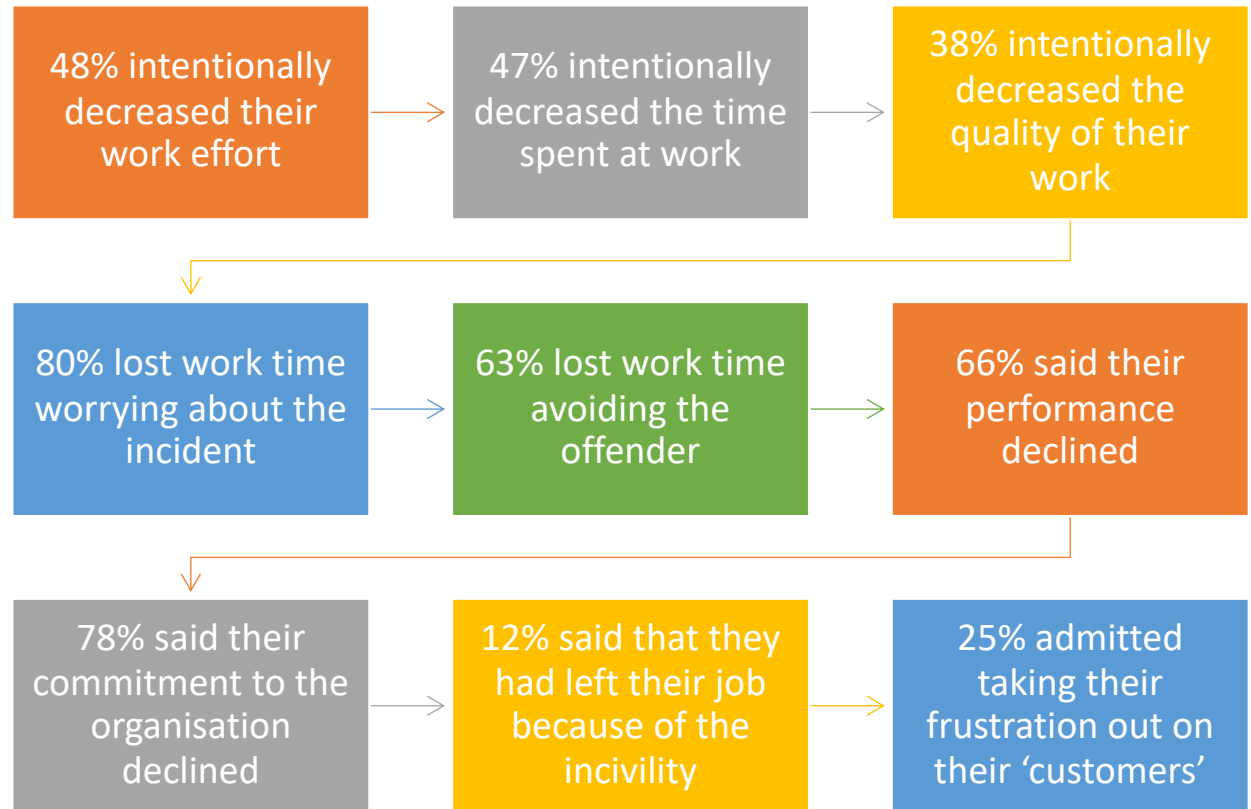 48% intentionally
decreased their
work effort
47% intentionally
decreased the time
spent at work
38% intentionally
decreased the
quality of their
work
80% lost work time
worrying about the
incident
63% lost work time
avoiding the
offender
66% said their
performance
declined
78% said their
commitment to the
organisation
declined
12% said that they
had left their job
because of the
incivility
25% admitted
taking their
frustration out on
their ‘customers’